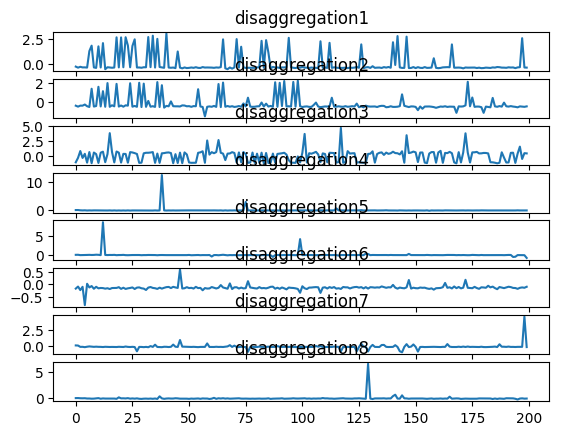 disaggregation1
2.5
0.0
disaggregation2
2
0
disaggregation3
5.0
2.5
0.0
disaggregation4
10
0
disaggregation5
5
0
disaggregation6
0.5
0.0
−0.5
disaggregation7
2.5
0.0
disaggregation8
5
0
0 25 50 75 100 125 150 175 200